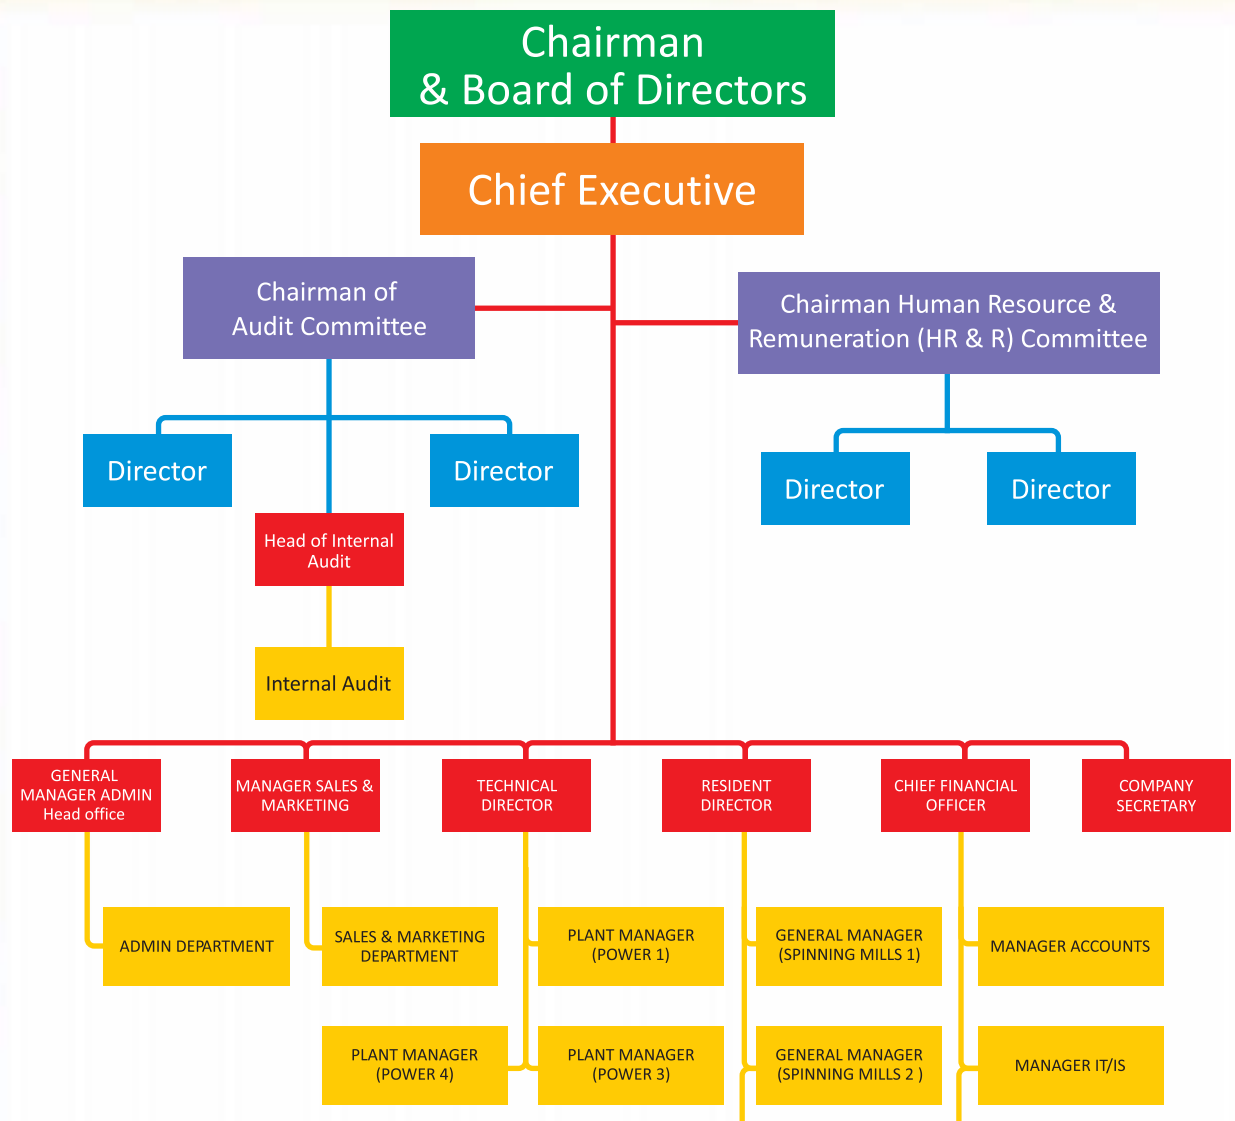 Chairman
& Board of Directors
Chief Executive
Chairman of
Audit Committee
Chairman Human Resource &
Remuneration (HR & R) Committee
Director
Director
Director
Director
Head of Internal
Audit
Internal Audit
GENERAL
MANAGER ADMIN
Head office
MANAGER SALES &
MARKETING
TECHNICAL
DIRECTOR
RESIDENT
DIRECTOR
CHIEF FINANCIAL
OFFICER
COMPANY
SECRETARY
ADMIN DEPARTMENT
SALES & MARKETING
DEPARTMENT
PLANT MANAGER
(POWER 1)
GENERAL MANAGER
(SPINNING MILLS 1)
MANAGER ACCOUNTS
PLANT MANAGER
(POWER 4)
PLANT MANAGER
(POWER 3)
GENERAL MANAGER
(SPINNING MILLS 2 )
MANAGER IT/IS